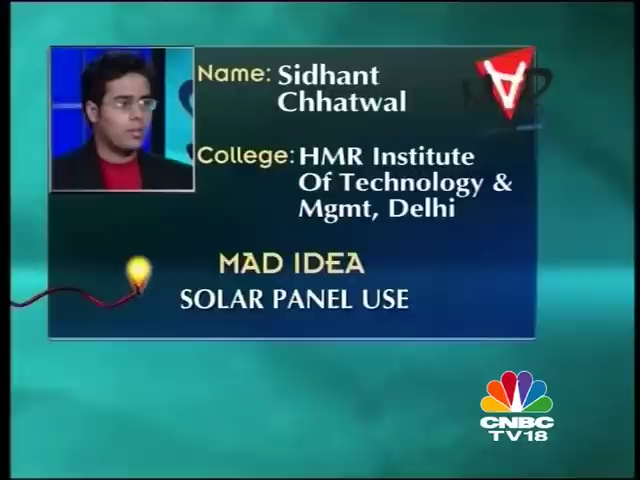 Name: Sidhant
Chhatwal
College: HMR Institute
Of Technology &
Mgmt, Delhi
MAD IDEA
SOLAR PANEL USE
CNBC
TV18